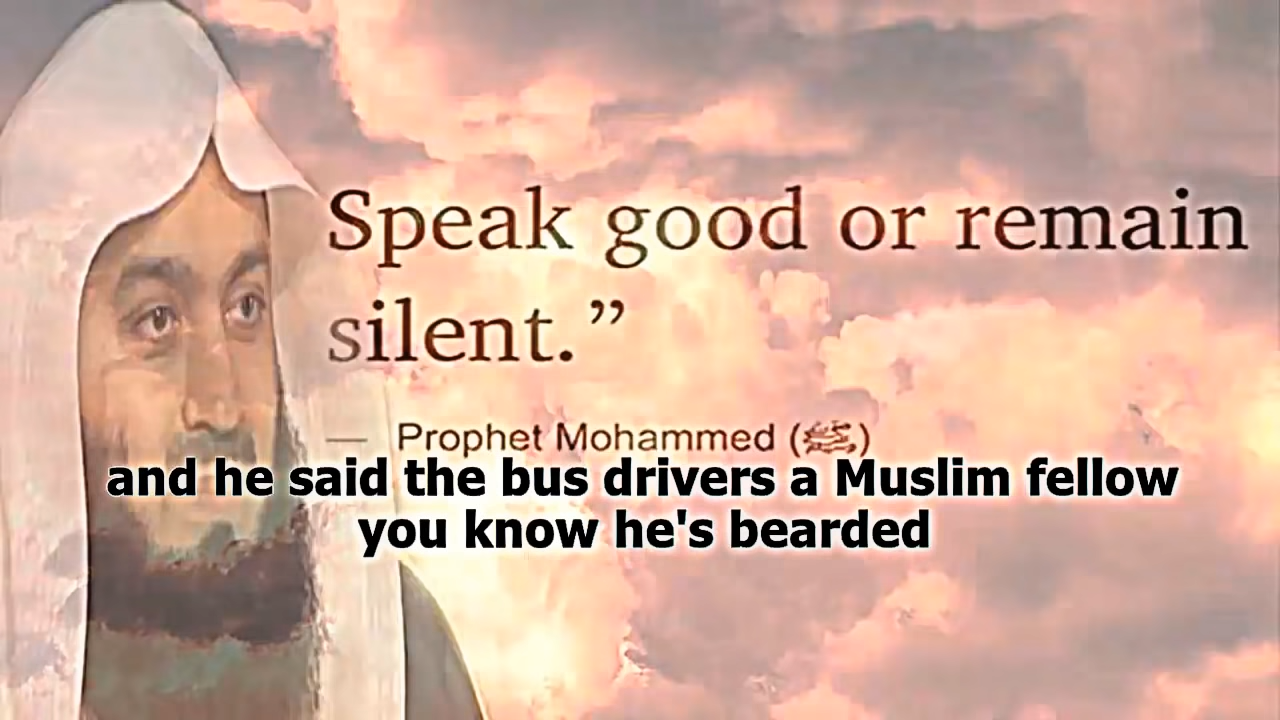 Speak good or remain
silent.”
— Prophet Mohammed (ﷺ)
and he said the bus drivers a Muslim fellow
you know he's bearded